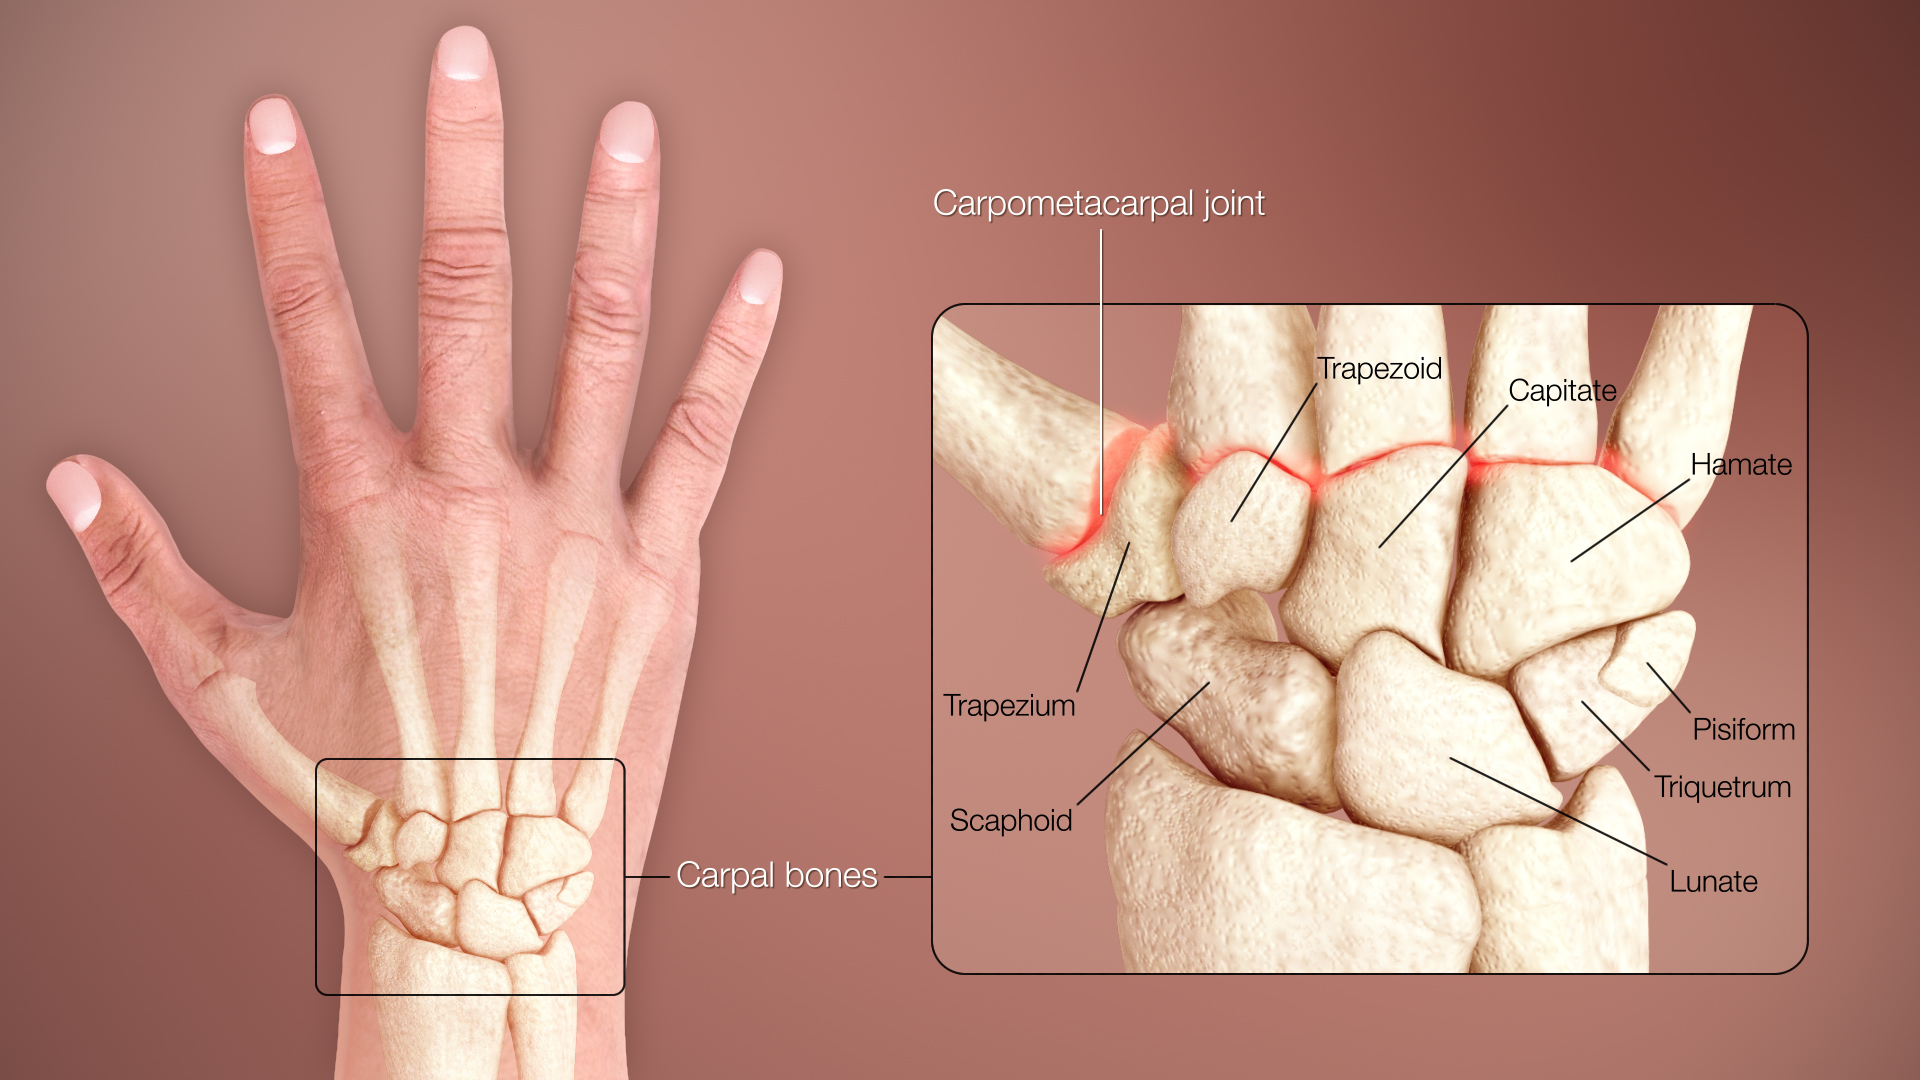 Carpometacarpal joint
Trapezoid
Capitate
Hamate
Trapezium
Pisiform
Triquetrum
Scaphoid
Carpal bones
Lunate